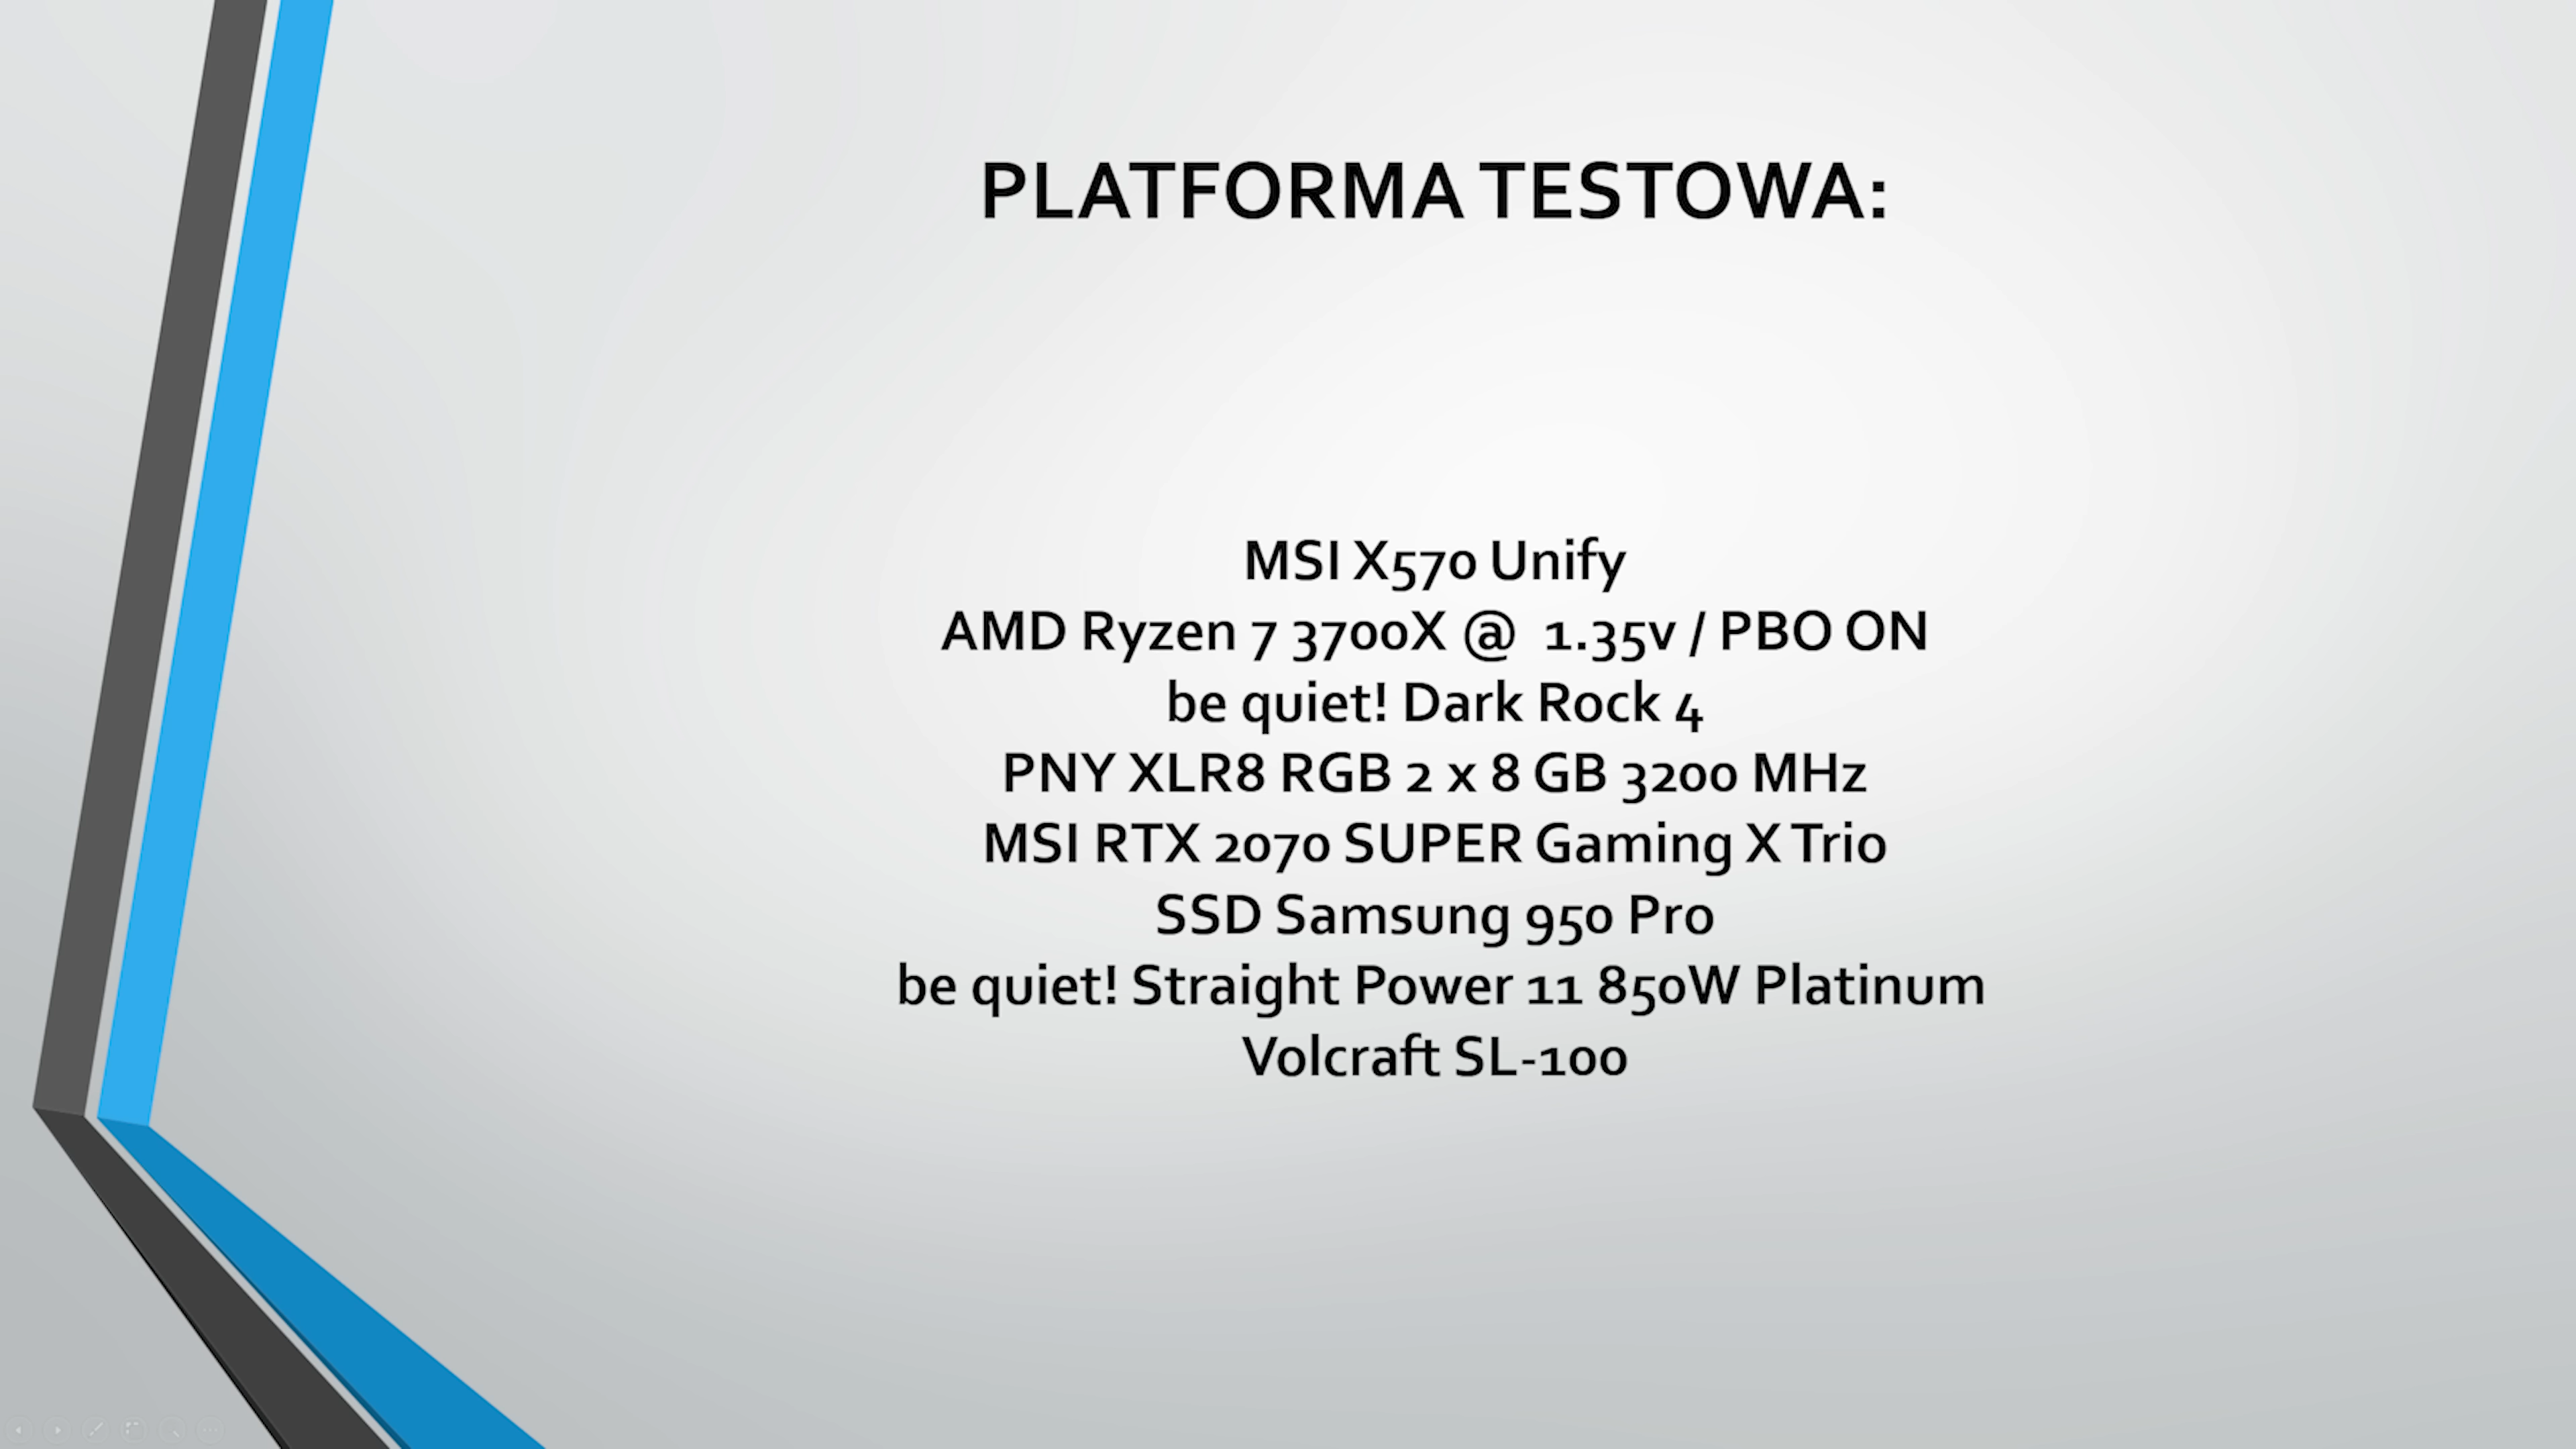 PLATFORMA TESTOWA:
MSI X570 Unify
AMD Ryzen 7 3700X @  1.35v / PBO ON
be quiet! Dark Rock 4
PNY XLR8 RGB 2 x 8 GB 3200 MHz
MSI RTX 2070 SUPER Gaming X Trio
SSD Samsung 950 Pro
be quiet! Straight Power 11 850W Platinum
Volcraft SL-100